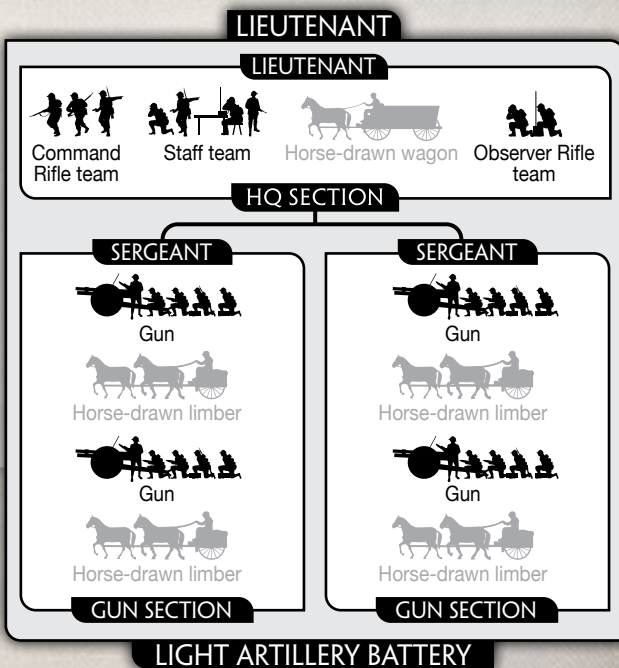 LIEUTENANT
LIEUTENANT
Command
Rifle team
Staff team
Horse-drawn wagon
Observer Rifle
team
HQ SECTION
SERGEANT
Gun
Horse-drawn limber
Gun
Horse-drawn limber
GUN SECTION
SERGEANT
Gun
Horse-drawn limber
Gun
Horse-drawn limber
GUN SECTION
LIGHT ARTILLERY BATTERY